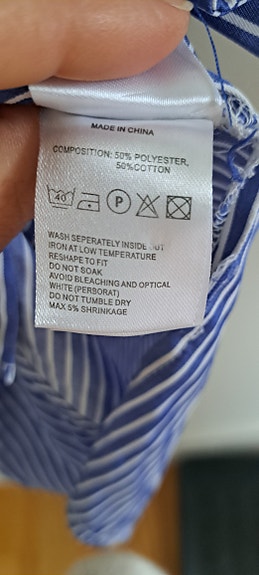 MADE IN CHINA
COMPOSITION: 50% POLYESTER,
50%COTTON
40 P
WASH SEPERATELY INSIDE OUT
IRON AT LOW TEMPERATURE
RESHAPE TO FIT
DO NOT SOAK
AVOID BLEACHING AND OPTICAL
WHITE (PERBORAT)
DO NOT TUMBLE DRY
MAX 5% SHRINKAGE